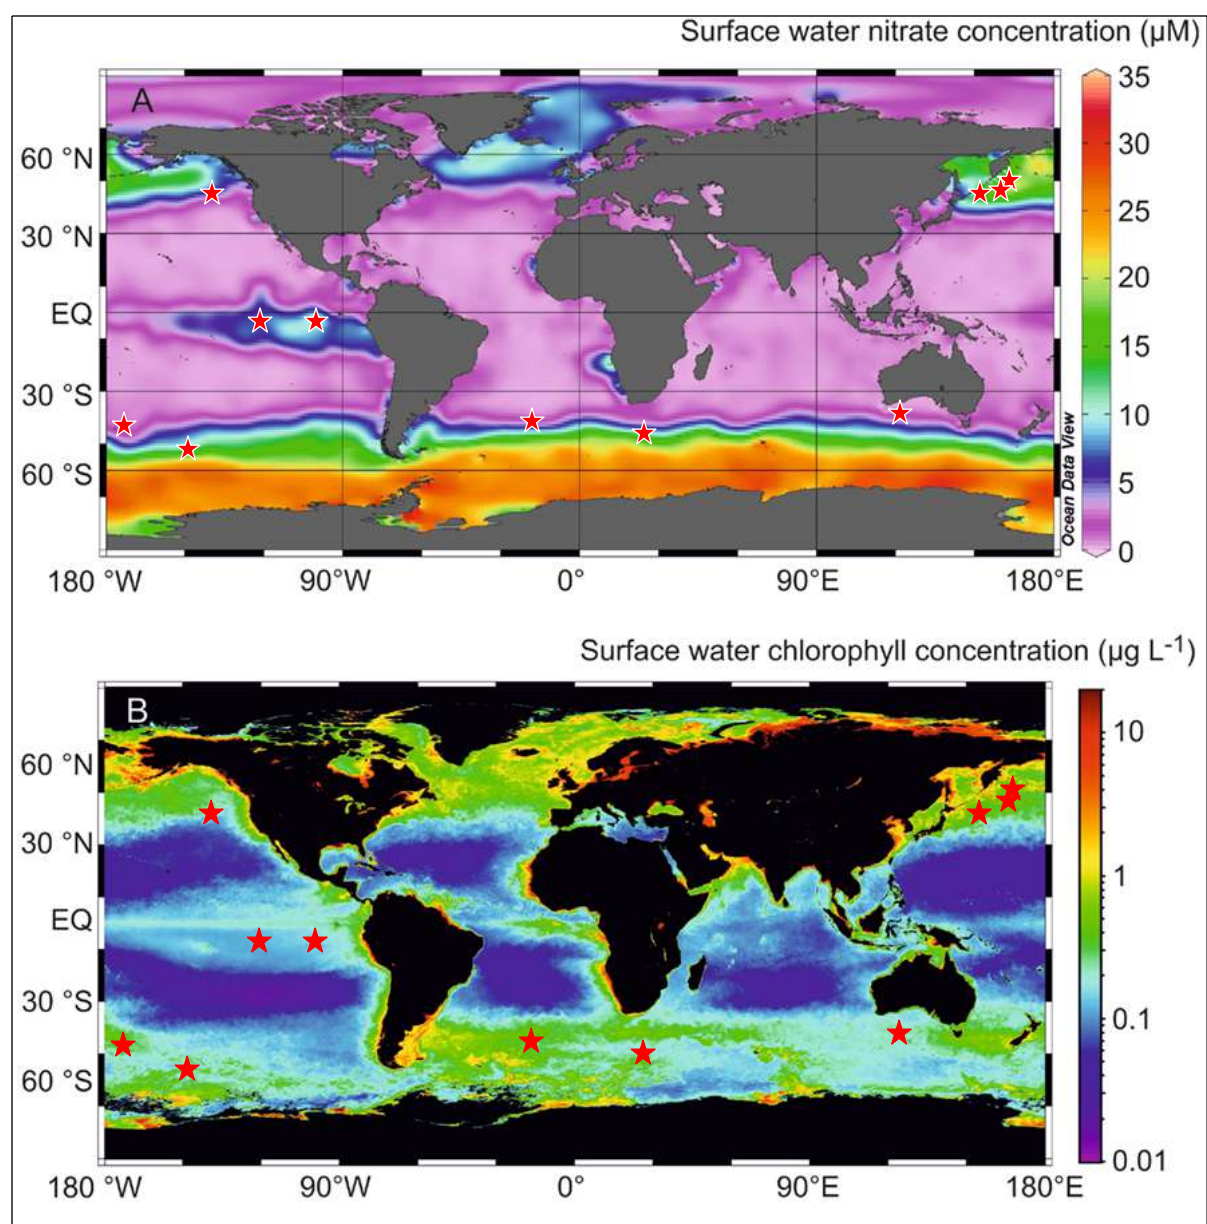 Surface water nitrate concentration (µM)
A
35
30
25
20
15
10
5
0
60 °N
30 °N
EQ
30 °S
60 °S
Ocean Data View
180 °W 90°W 0° 90°E 180°E
Surface water chlorophyll concentration (µg L-1)
B
10
1
0.1
0.01
60 °N
30 °N
EQ
30 °S
60 °S
180 °W 90°W 0° 90°E 180°E